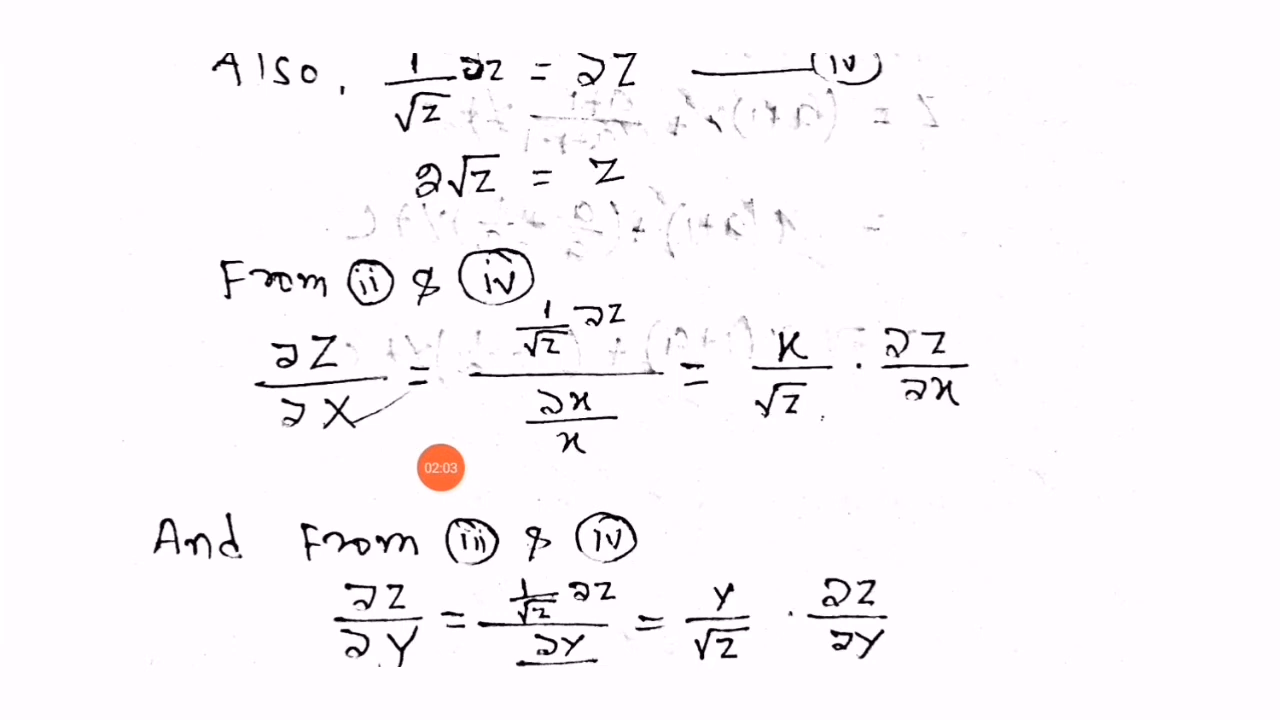 Also, 1/√z ∂z = ∂Z ——— (iv)
2√z = Z
From (ii) & (iv)
∂Z/∂X = (1/√z ∂z)/(∂x/x) = x/√z · ∂z/∂x
02:03
And From (iii) & (iv)
∂Z/∂Y = (1/√z ∂z)/∂y = y/√z · ∂z/∂y